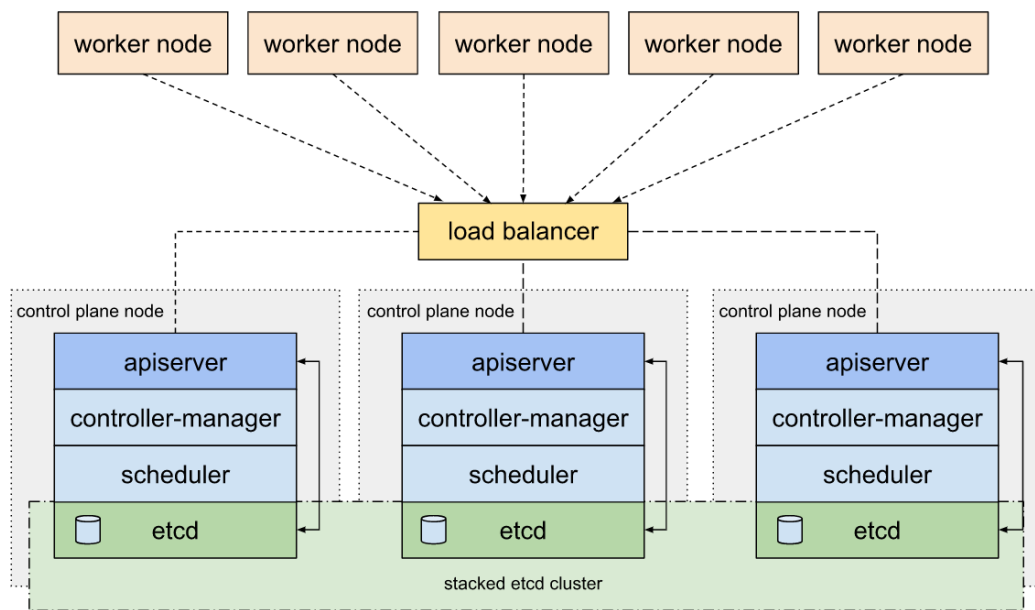 worker node
worker node
worker node
worker node
worker node
load balancer
control plane node
apiserver
controller-manager
scheduler
etcd
control plane node
apiserver
controller-manager
scheduler
etcd
control plane node
apiserver
controller-manager
scheduler
etcd
stacked etcd cluster